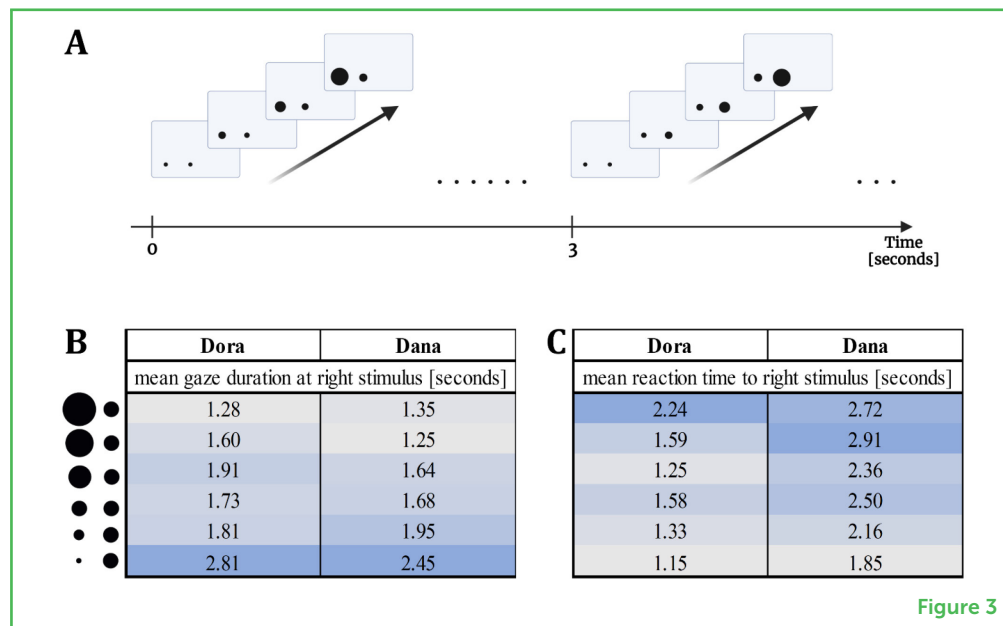 A
0
3
Time
[seconds]
B
Dora Dana
mean gaze duration at right stimulus [seconds]
1.28 1.35
1.60 1.25
1.91 1.64
1.73 1.68
1.81 1.95
2.81 2.45
C
Dora Dana
mean reaction time to right stimulus [seconds]
2.24 2.72
1.59 2.91
1.25 2.36
1.58 2.50
1.33 2.16
1.15 1.85
Figure 3